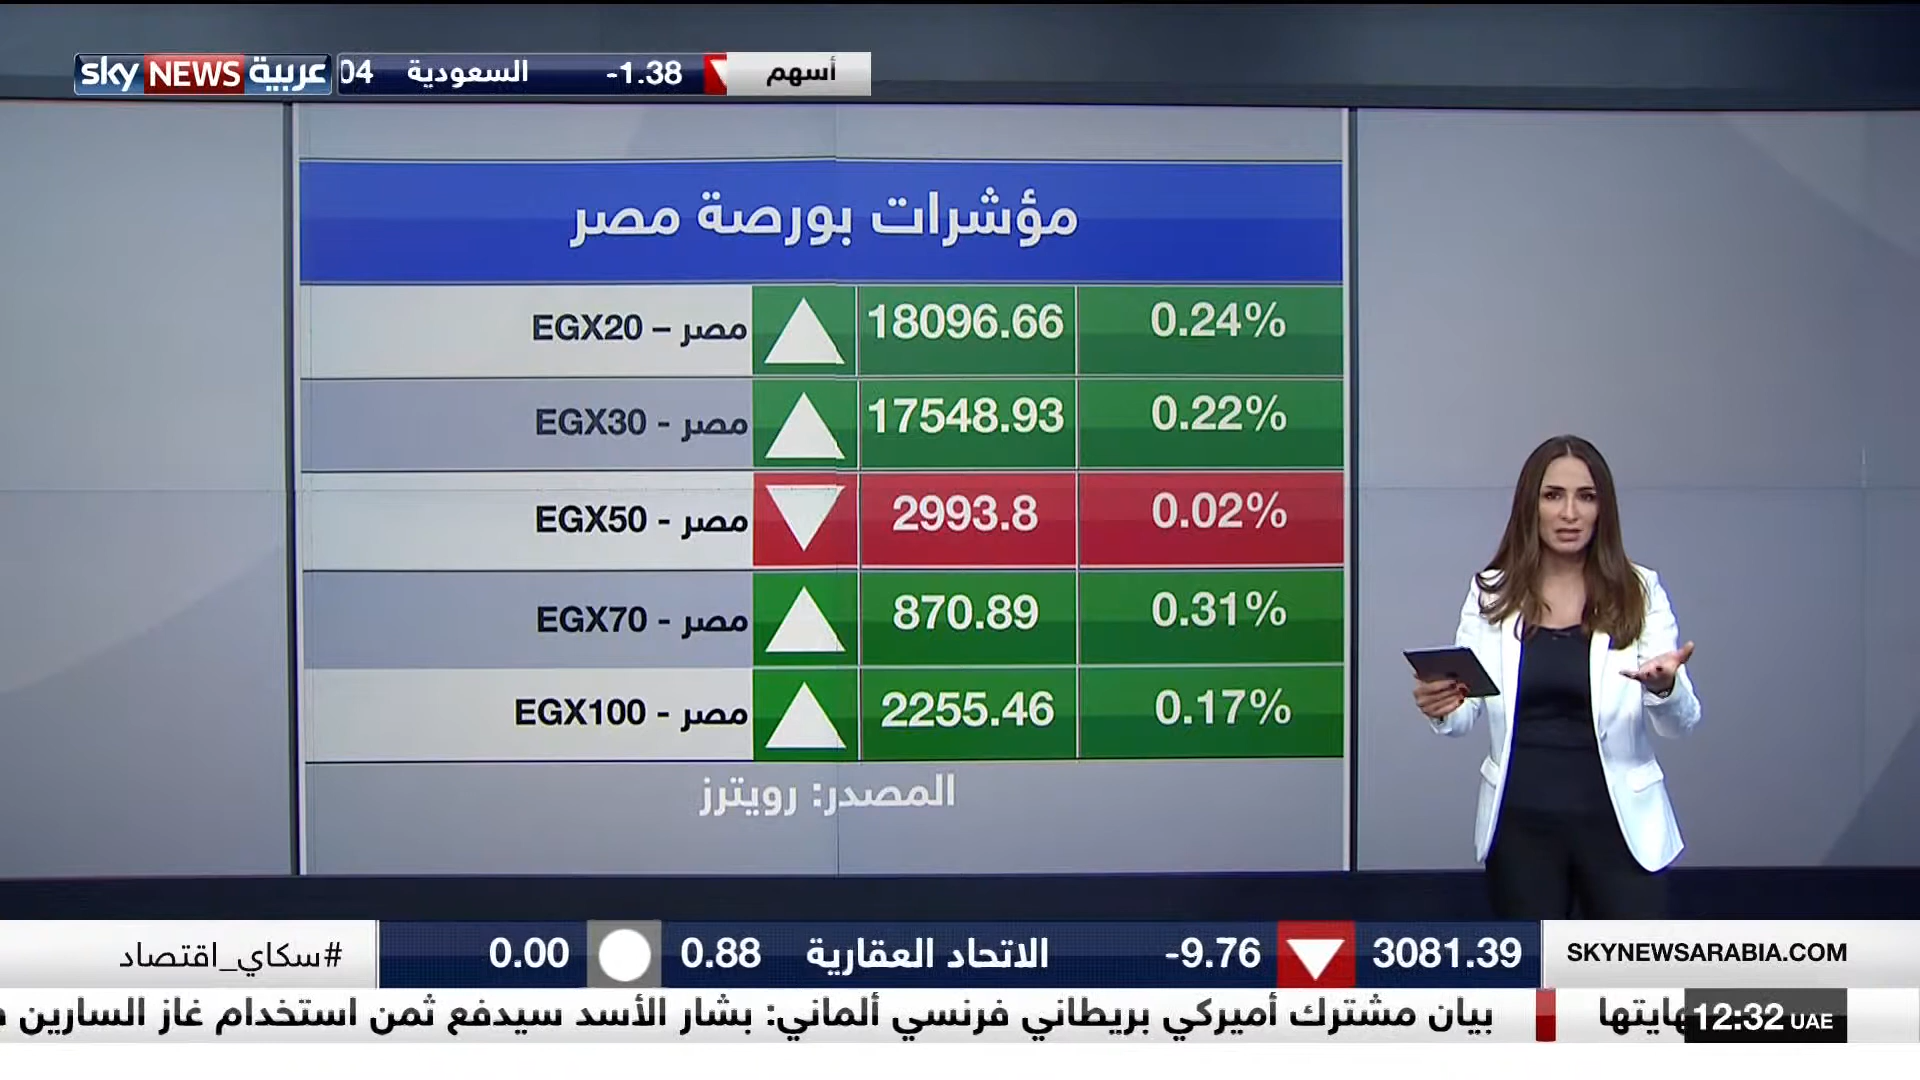 sky NEWS عربية
أسهم
-1.38 السعودية 04
مؤشرات بورصة مصر
مصر – EGX20 18096.66 0.24%
مصر - EGX30 17548.93 0.22%
مصر - EGX50 2993.8 0.02%
مصر - EGX70 870.89 0.31%
مصر - EGX100 2255.46 0.17%
المصدر: رويترز
#سكاي_اقتصاد
3081.39 -9.76 الاتحاد العقارية 0.88 0.00
SKYNEWSARABIA.COM
بيان مشترك أميركي بريطاني فرنسي ألماني: بشار الأسد سيدفع ثمن استخدام غاز السارين
12:32 UAE